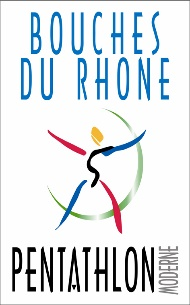 BOUCHES
DU RHONE
PENTATHLON
MODERNE